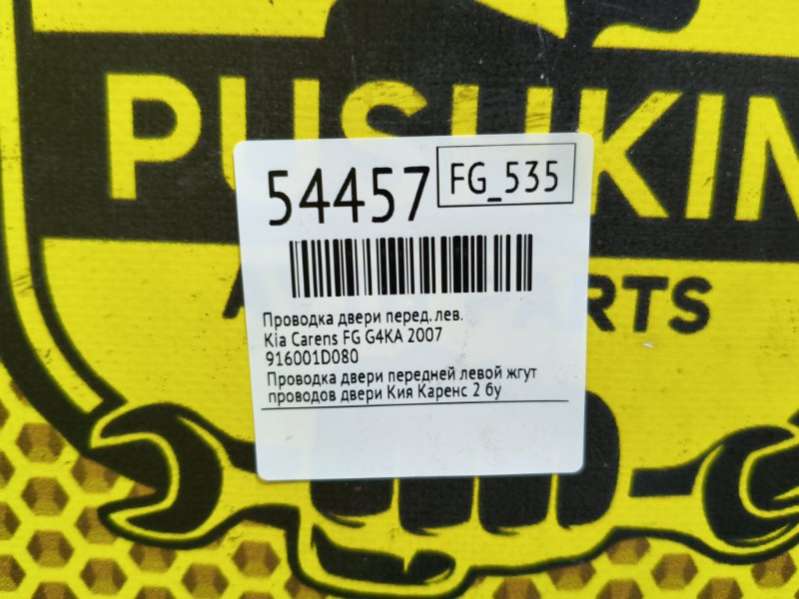 PUSHKIN
54457
FG_535
RTS
Проводка двери перед. лев.
Kia Carens FG G4KA 2007
916001D080
Проводка двери передней левой жгут
проводов двери Кия Каренс 2 бу